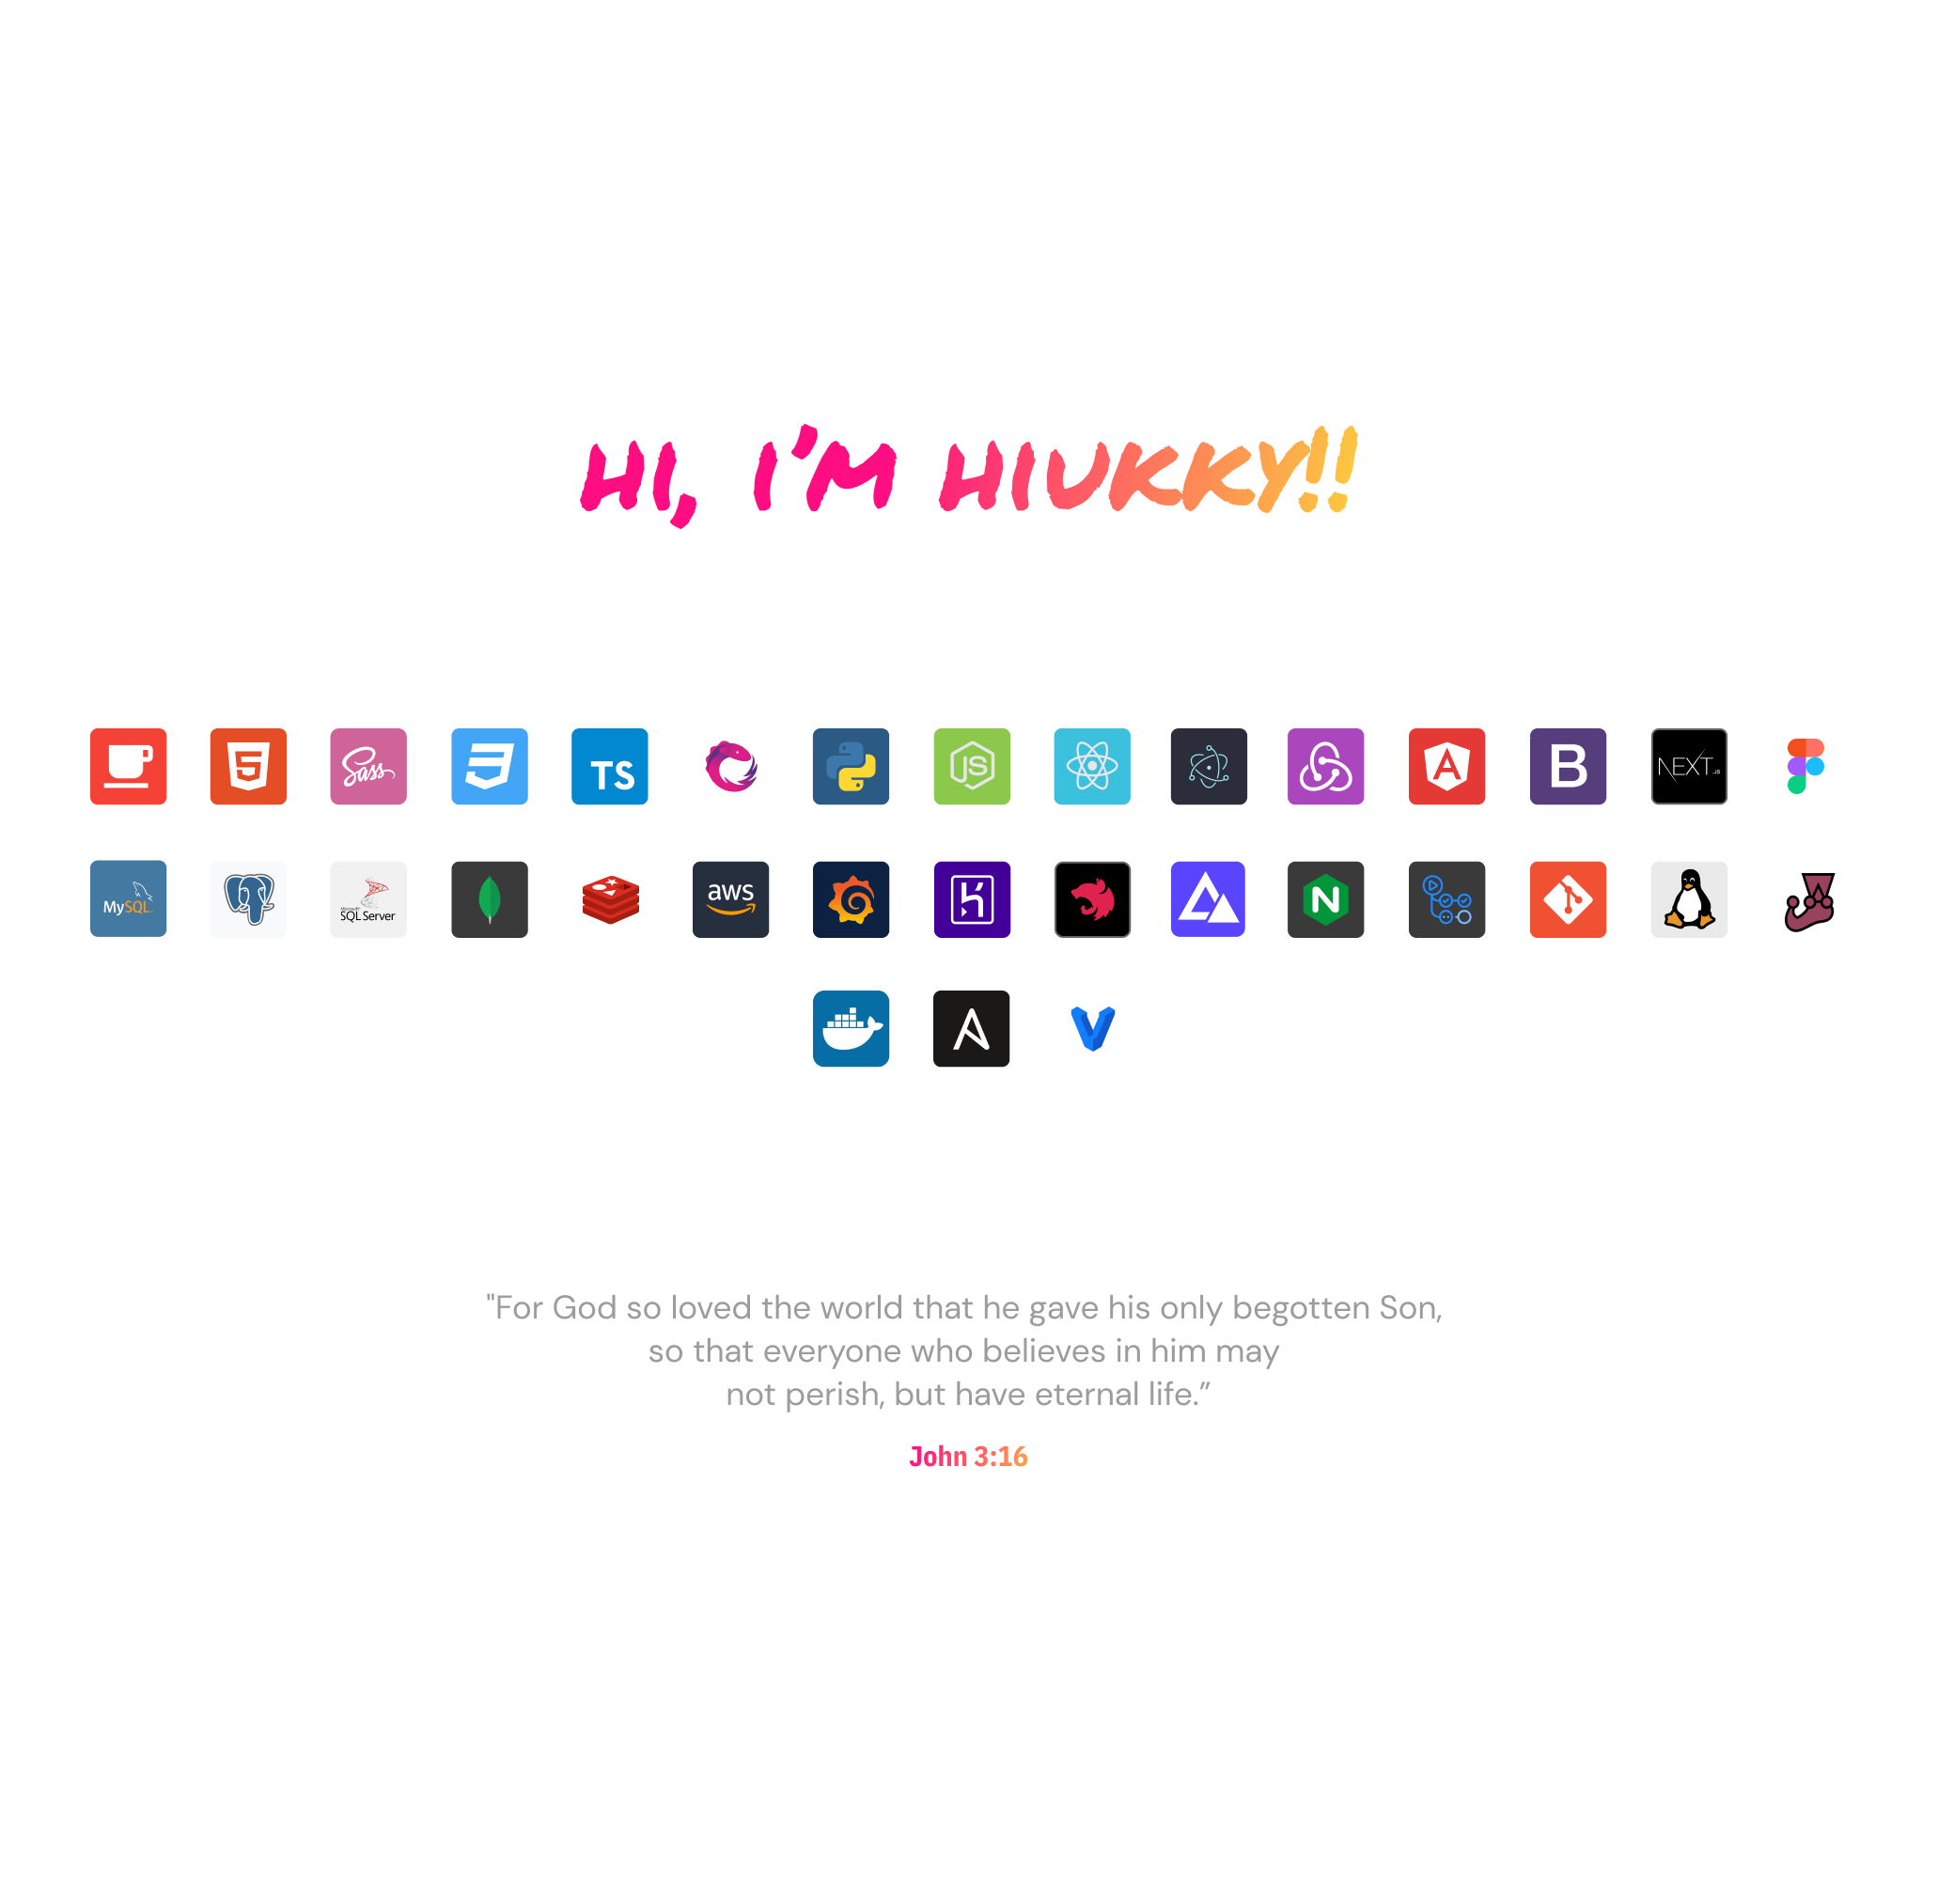 HI, I'M HIUKKY!!
Sass TS JS B NEXT.JS
MySQL Microsoft SQL Server aws N
"For God so loved the world that he gave his only begotten Son,
so that everyone who believes in him may
not perish, but have eternal life.”
John 3:16